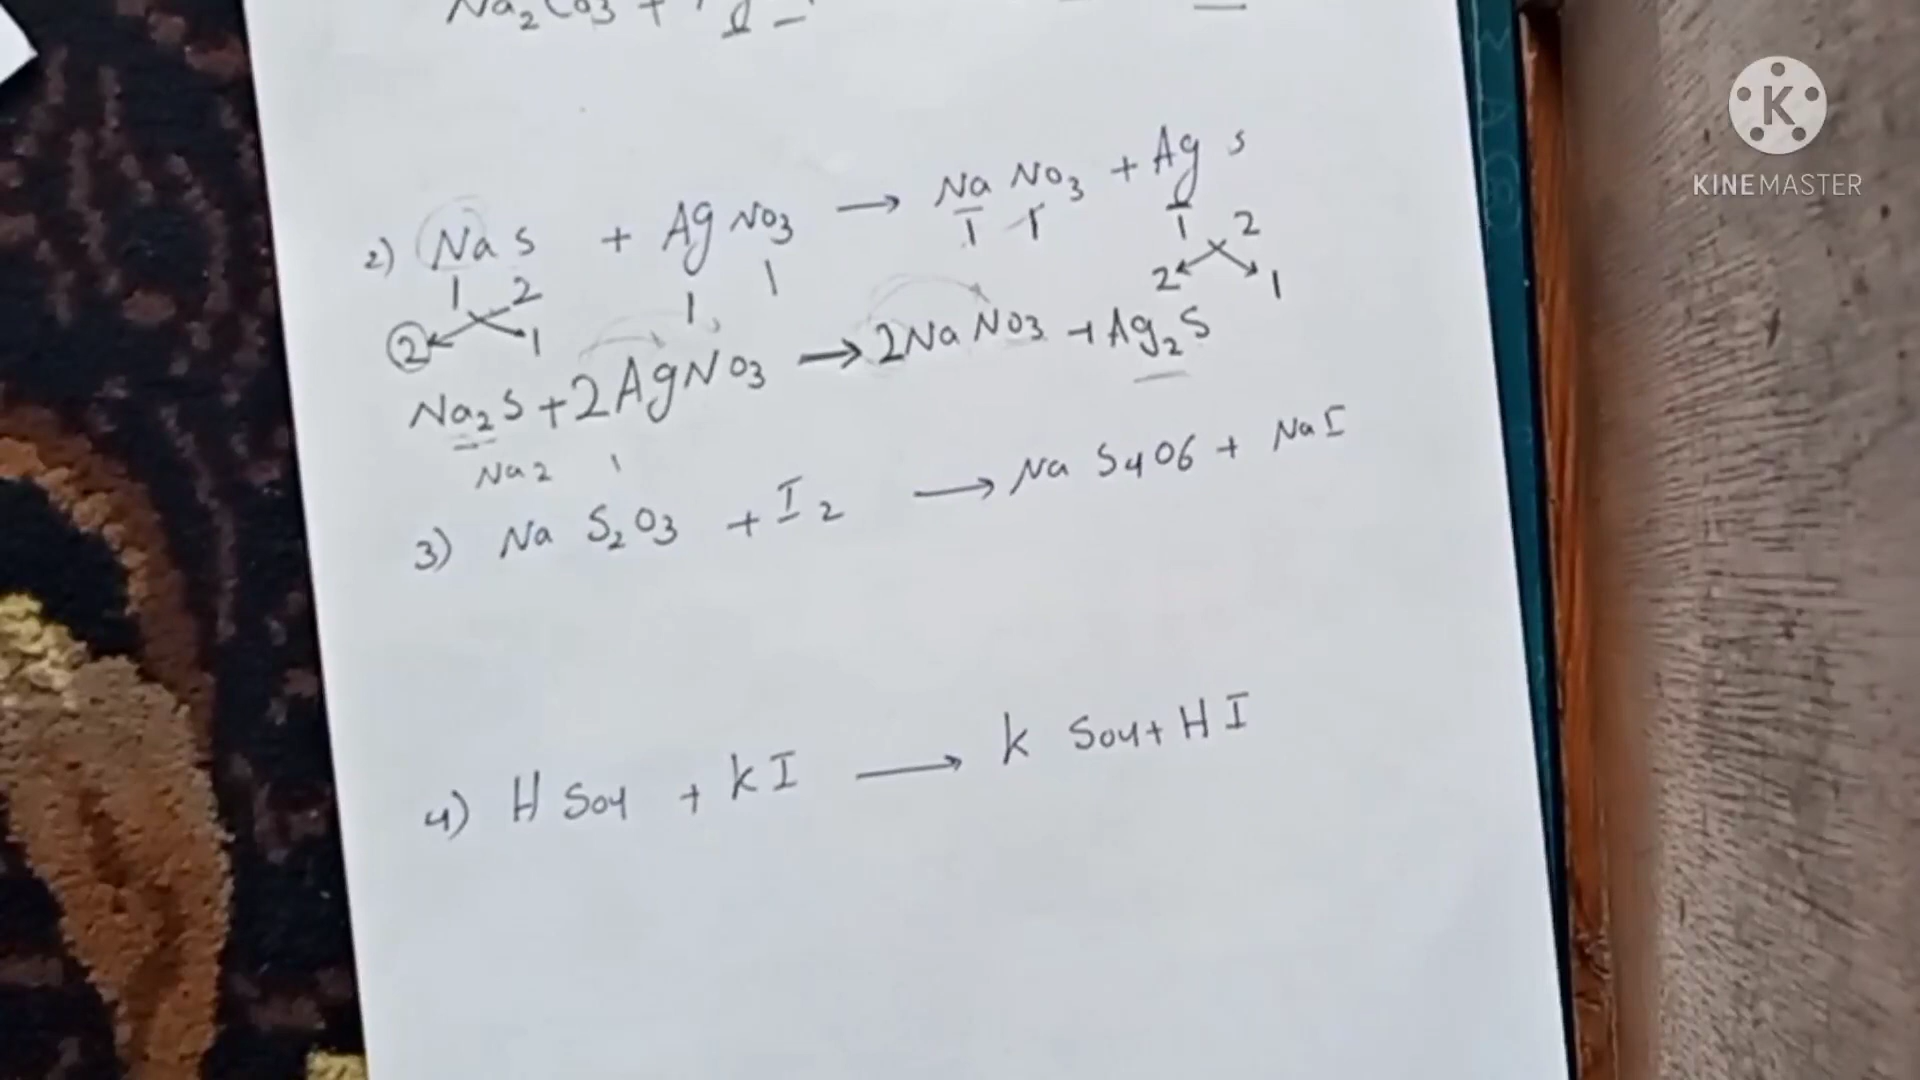 Na₂CO₃ +
KINEMASTER
2) Na S + Ag NO₃ → Na NO₃ + Ag S
1 2 1 1 1 1 1 2
2 1 2 1
Na₂S + 2AgNO₃ → 2NaNO₃ + Ag₂S
Na₂
3) Na S₂O₃ + I₂ → Na S₄O₆ + NaI
4) H SO₄ + KI → K SO₄ + HI